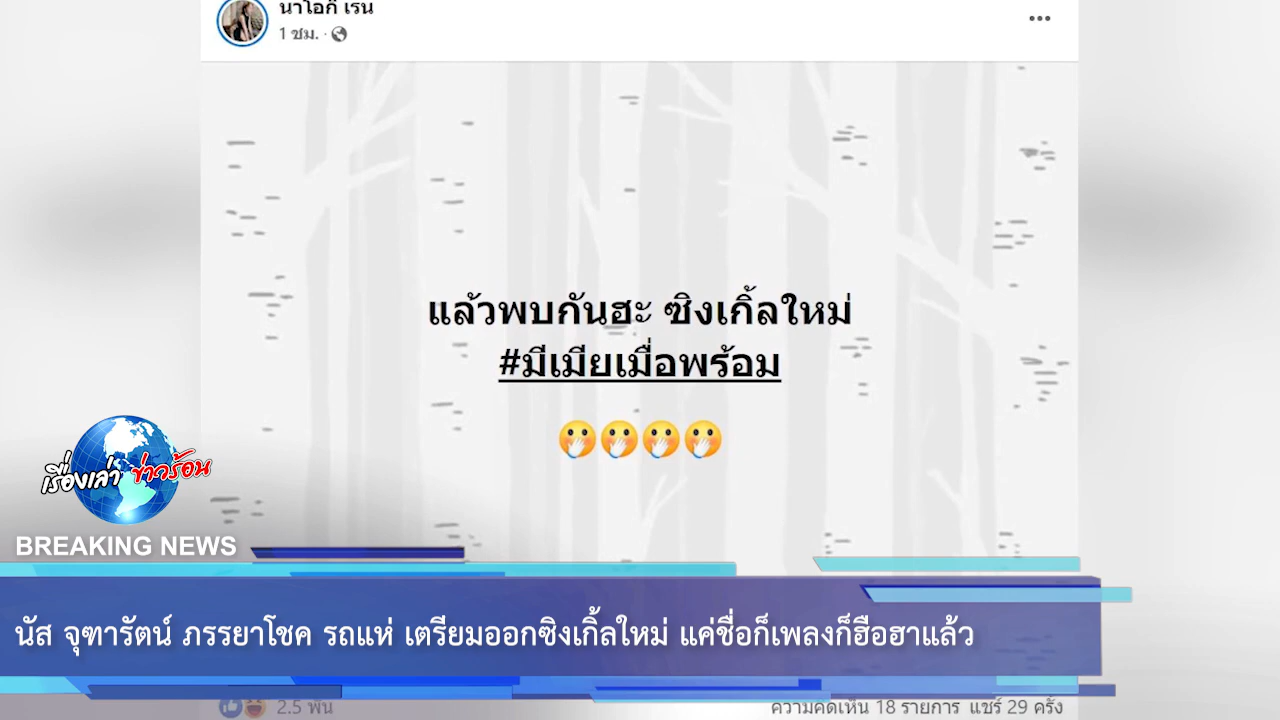 นาโอกิ เรน
1 ชม. ·
แล้วพบกันฮะ ซิงเกิ้ลใหม่
#มีเมียเมื่อพร้อม
เรื่องเล่า ข่าวร้อน
BREAKING NEWS
นัส จุฑารัตน์ ภรรยาโชค รถแห่ เตรียมออกซิงเกิ้ลใหม่ แค่ชื่อก็เพลงก็ฮือฮาแล้ว
2.5 พัน ความคิดเห็น 18 รายการ แชร์ 29 ครั้ง